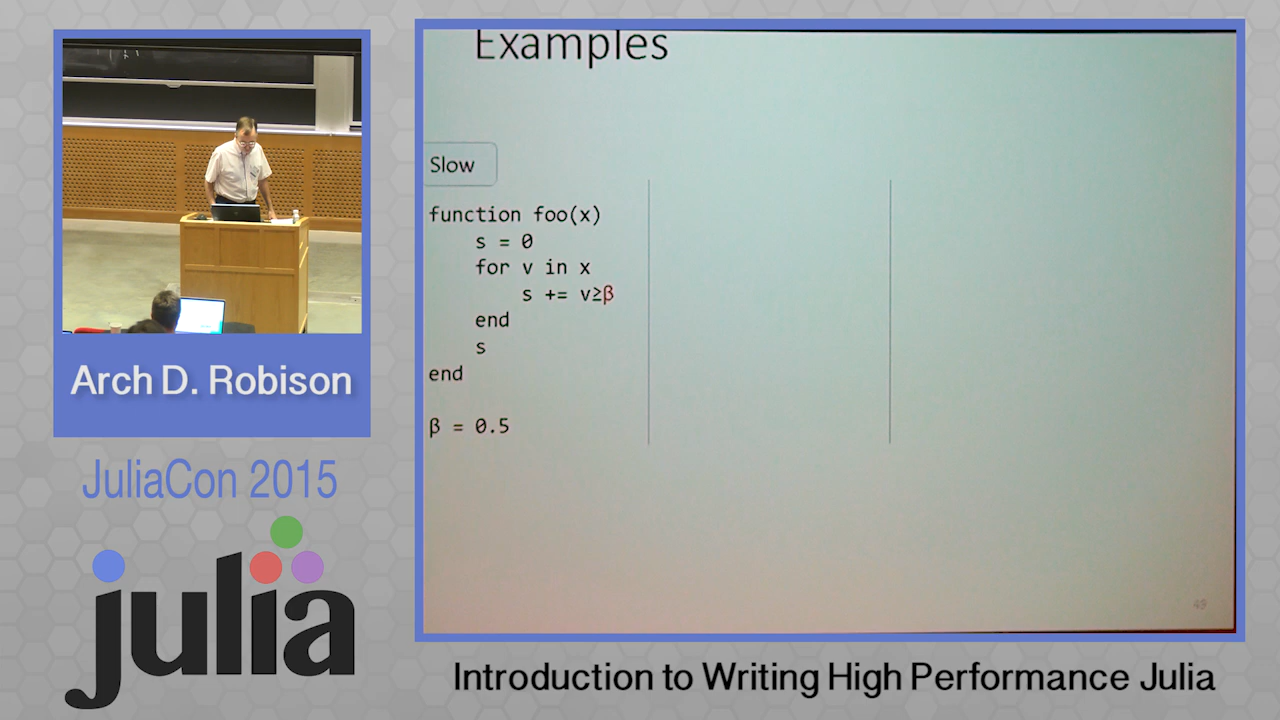 Examples
Slow
function foo(x)
s = 0
for v in x
s += v≥β
end
s
end
β = 0.5
49
Arch D. Robison
JuliaCon 2015
julia
Introduction to Writing High Performance Julia